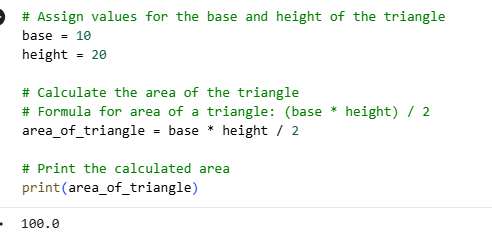 # Assign values for the base and height of the triangle
base = 10
height = 20
# Calculate the area of the triangle
# Formula for area of a triangle: (base * height) / 2
area_of_triangle = base * height / 2
# Print the calculated area
print(area_of_triangle)
100.0